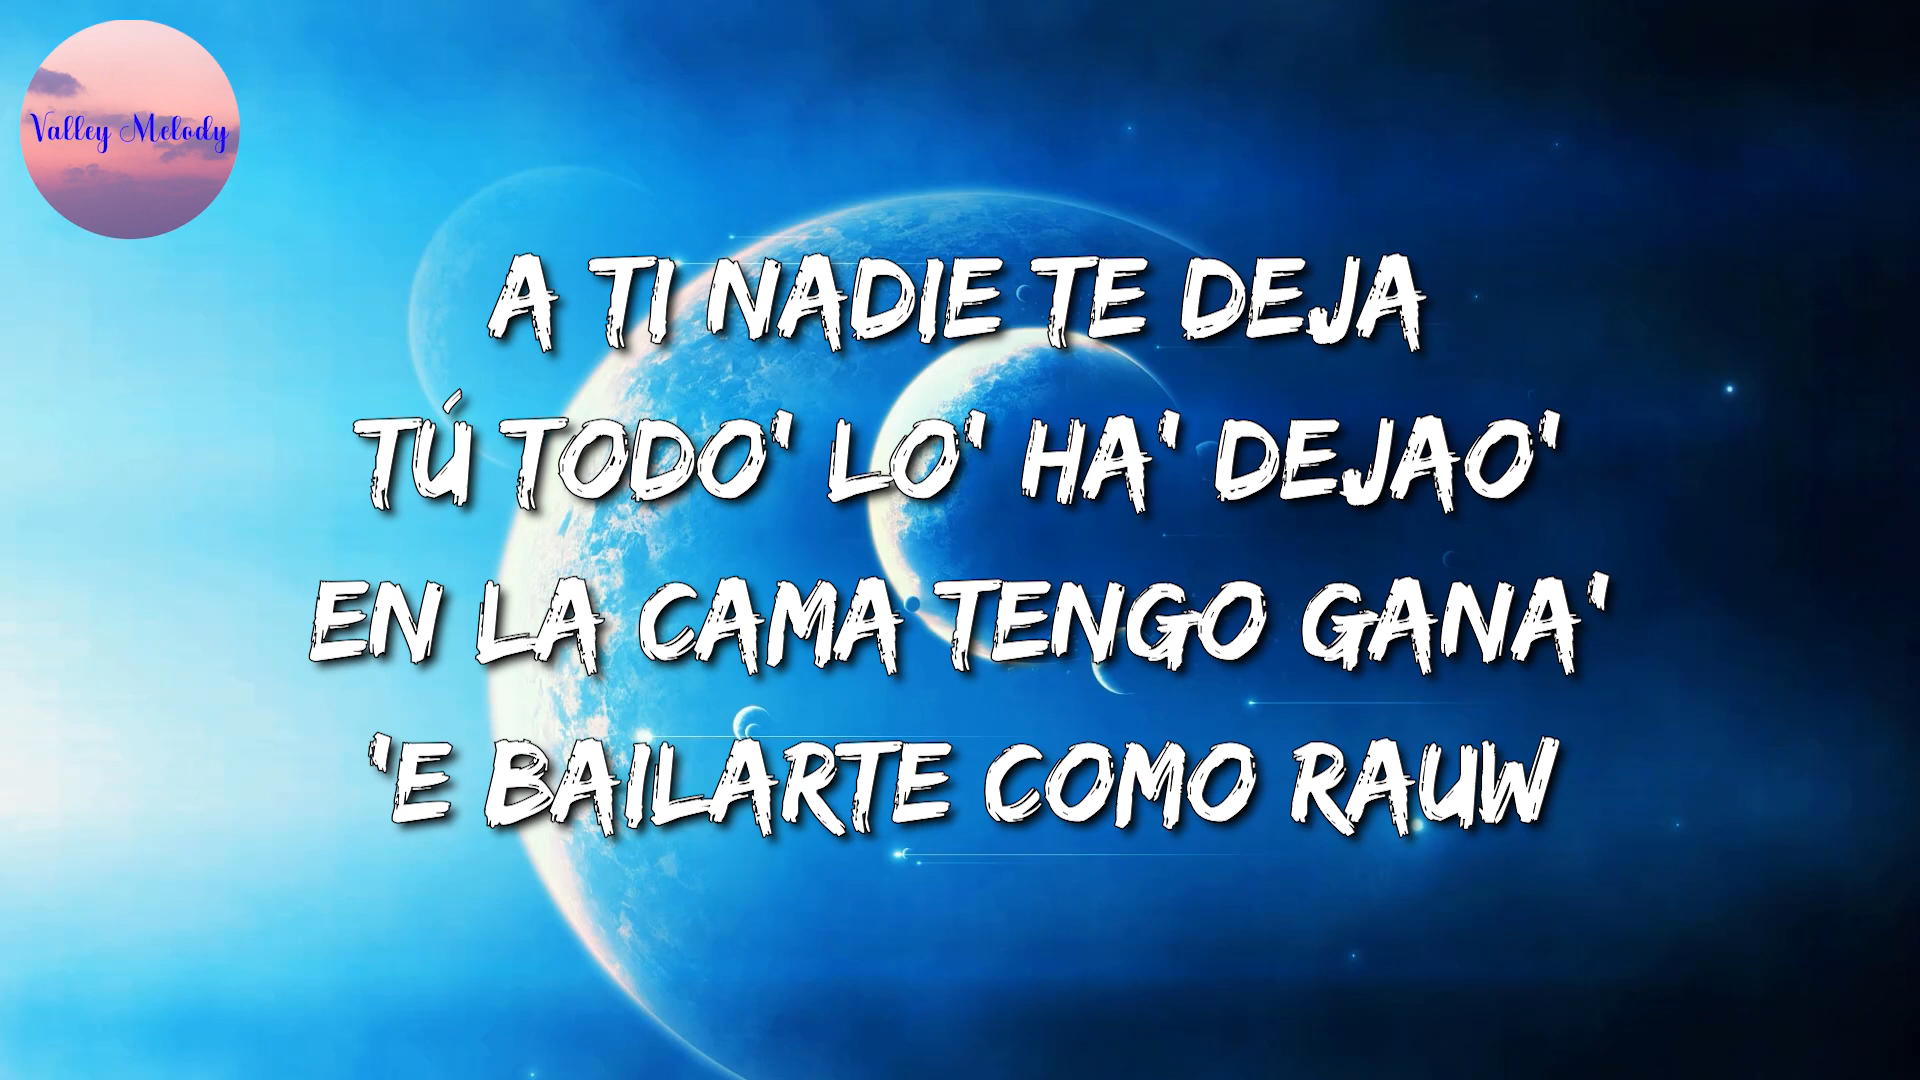 Valley Melody
A TI NADIE TE DEJA
TÚ TODO' LO' HA' DEJAO'
EN LA CAMA TENGO GANA'
'E BAILARTE COMO RAUW